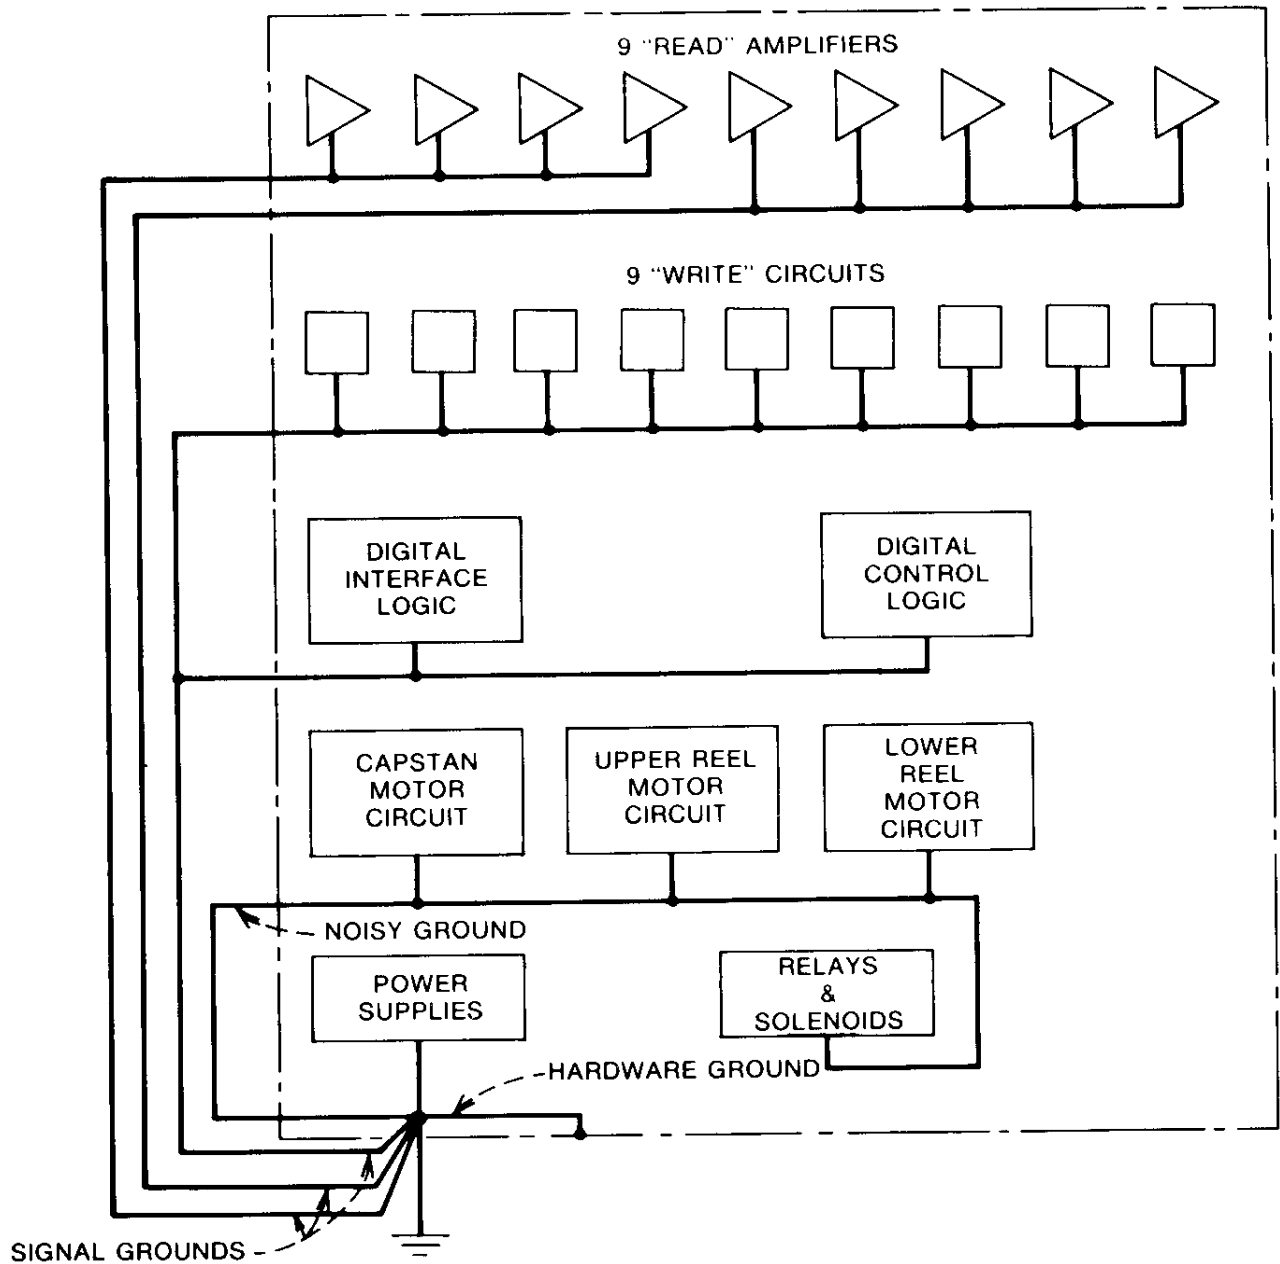 9 "READ" AMPLIFIERS
9 "WRITE" CIRCUITS
DIGITAL
INTERFACE
LOGIC
DIGITAL
CONTROL
LOGIC
CAPSTAN
MOTOR
CIRCUIT
UPPER REEL
MOTOR
CIRCUIT
LOWER
REEL
MOTOR
CIRCUIT
NOISY GROUND
POWER
SUPPLIES
RELAYS
&
SOLENOIDS
HARDWARE GROUND
SIGNAL GROUNDS